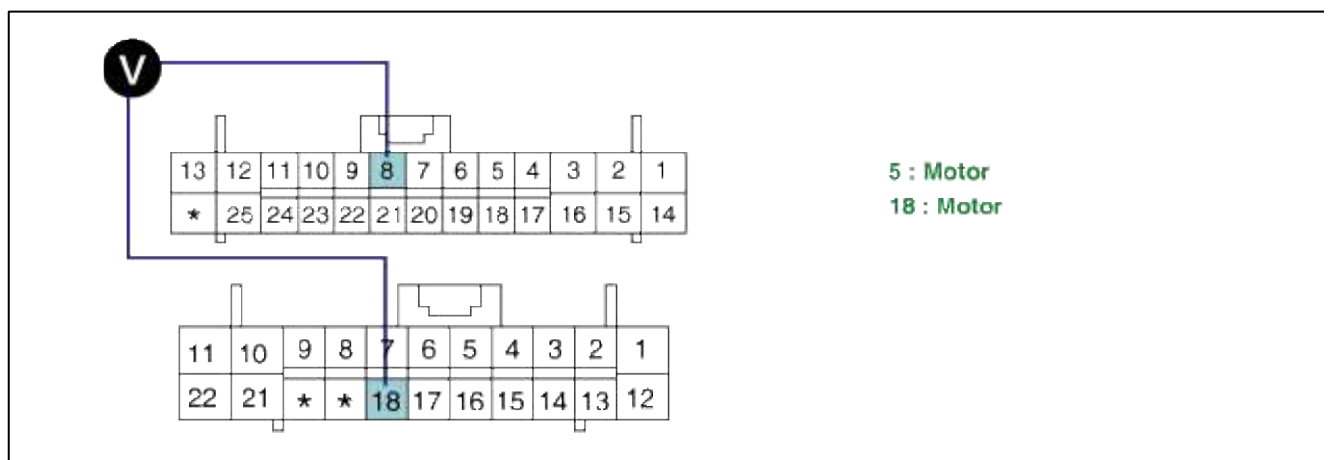 V
13 12 11 10 9 8 7 6 5 4 3 2 1
* 25 24 23 22 21 20 19 18 17 16 15 14
5 : Motor
18 : Motor
11 10 9 8 7 6 5 4 3 2 1
22 21 * * 18 17 16 15 14 13 12